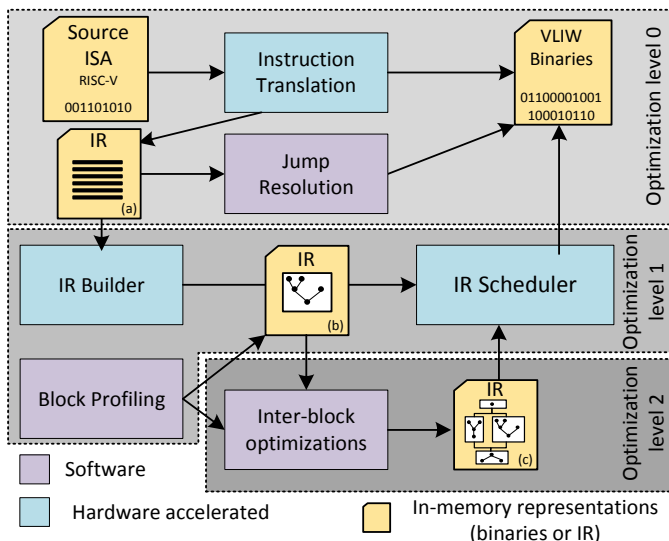 Source
ISA
RISC-V
001101010
Instruction
Translation
VLIW
Binaries
01100001001
100010110
Optimization level 0
IR
(a)
Jump
Resolution
IR Builder
IR
(b)
IR Scheduler
Optimization
level 1
Block Profiling
Inter-block
optimizations
IR
(c)
Optimization
level 2
Software
Hardware accelerated
In-memory representations
(binaries or IR)